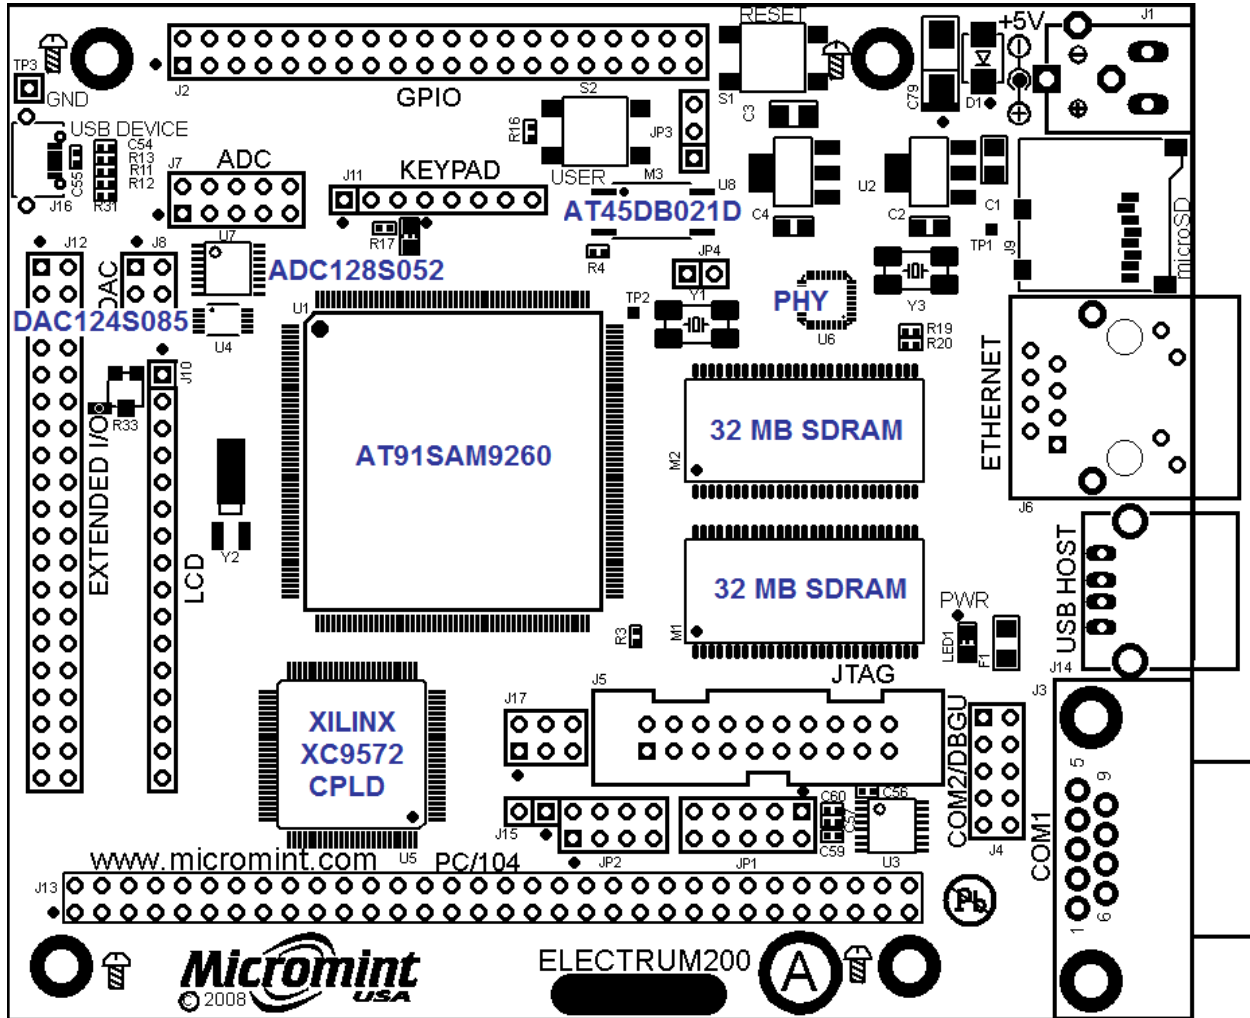 RESET
+5V
J1
TP3
GND
J2
GPIO
S2
S1
C3
C79
D1
USB DEVICE
C54
R13
R11
R12
C55
R31
J16
J7
ADC
J11
KEYPAD
R16
JP3
USER
M3
U8
AT45DB021D
C4
U2
C2
C1
TP1
J9
microSD
J12
J8
DAC
U7
R17
ADC128S052
R4
JP4
DAC124S085
U4
U1
TP2
Y1
PHY
U6
Y3
R19
R20
J10
R33
EXTENDED I/O
LCD
Y2
AT91SAM9260
32 MB SDRAM
M2
ETHERNET
J6
32 MB SDRAM
M1
R3
PWR
LED1
F1
USB HOST
J14
XILINX
XC9572
CPLD
U5
J17
J5
JTAG
J15
JP2
JP1
C60
C57
C59
C56
U3
COM2/DBGU
J4
J3
COM1
5
9
1
6
www.micromint.com
PC/104
J13
Pb
Micromint
USA
© 2008
ELECTRUM200
A